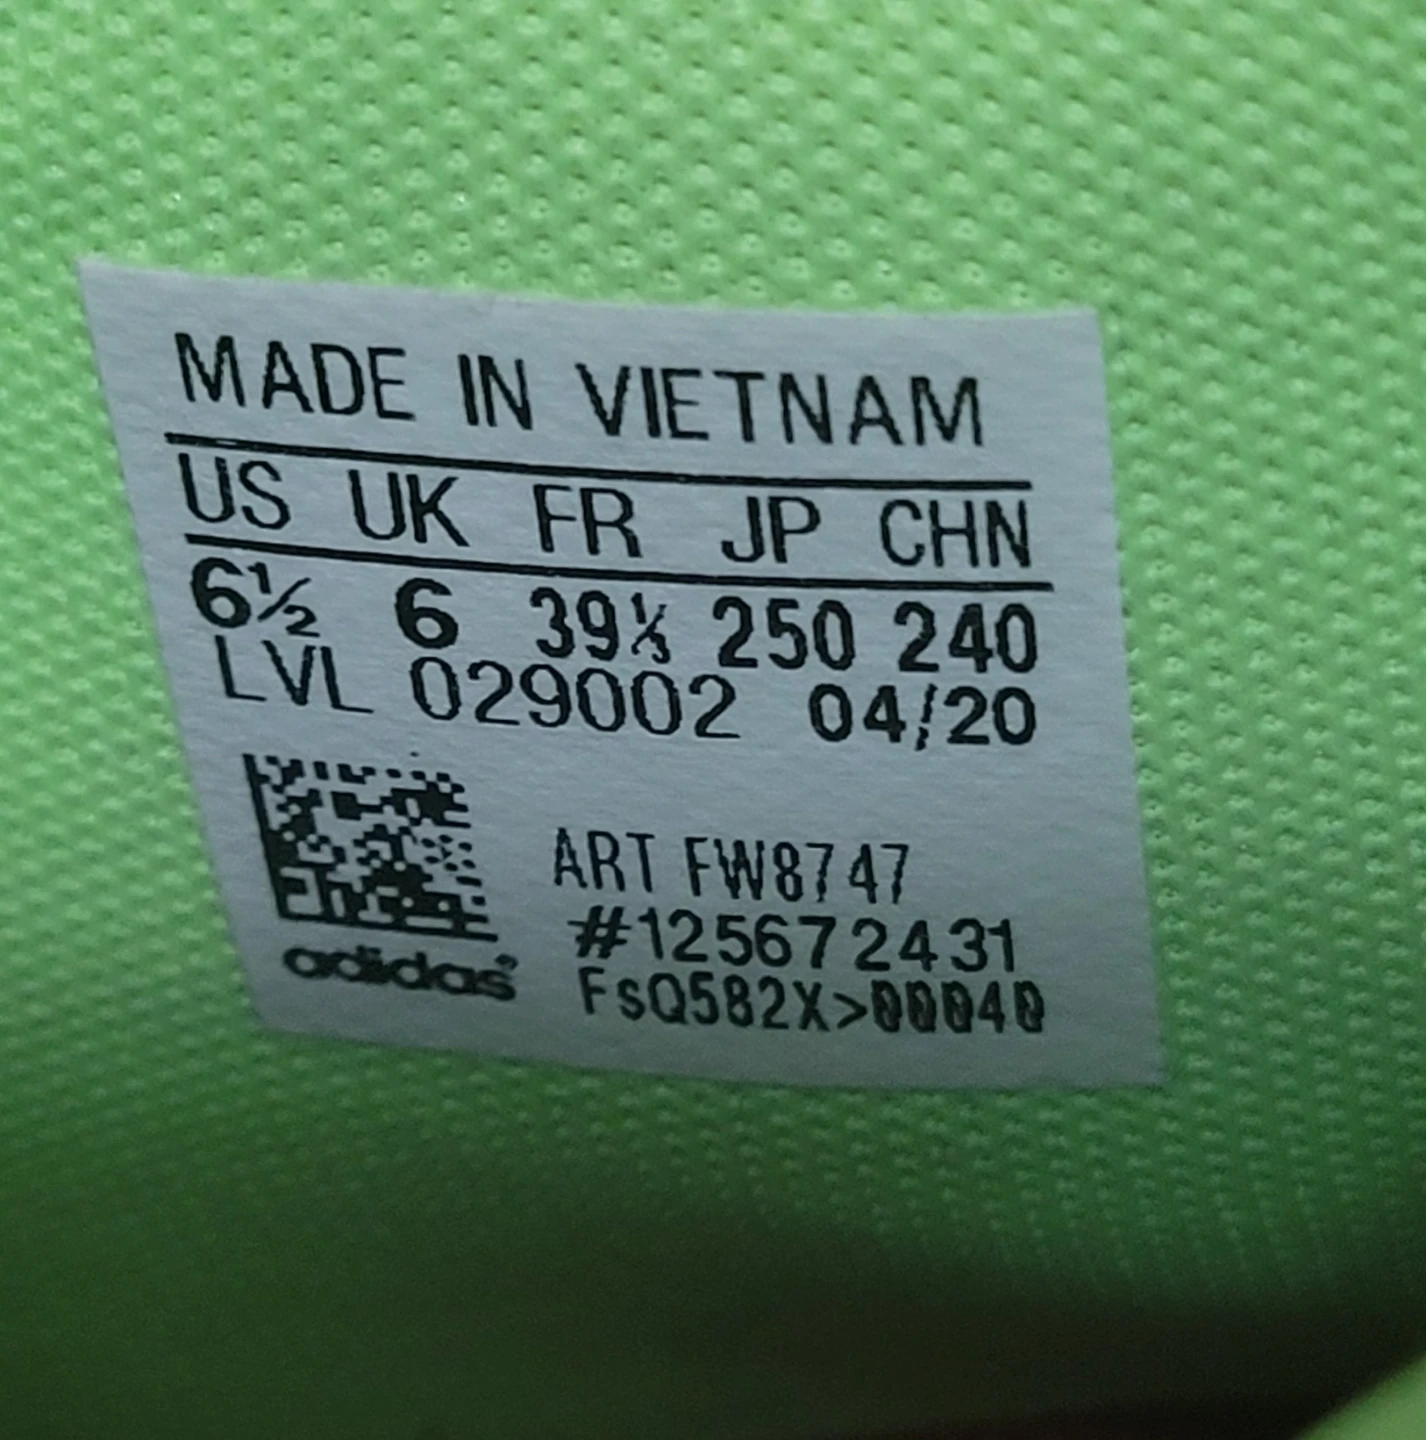 MADE IN VIETNAM
US UK FR JP CHN
6½ 6 39⅓ 250 240
LVL 029002 04/20
ART FW8747
#125672431
adidas
FsQ582X>00040